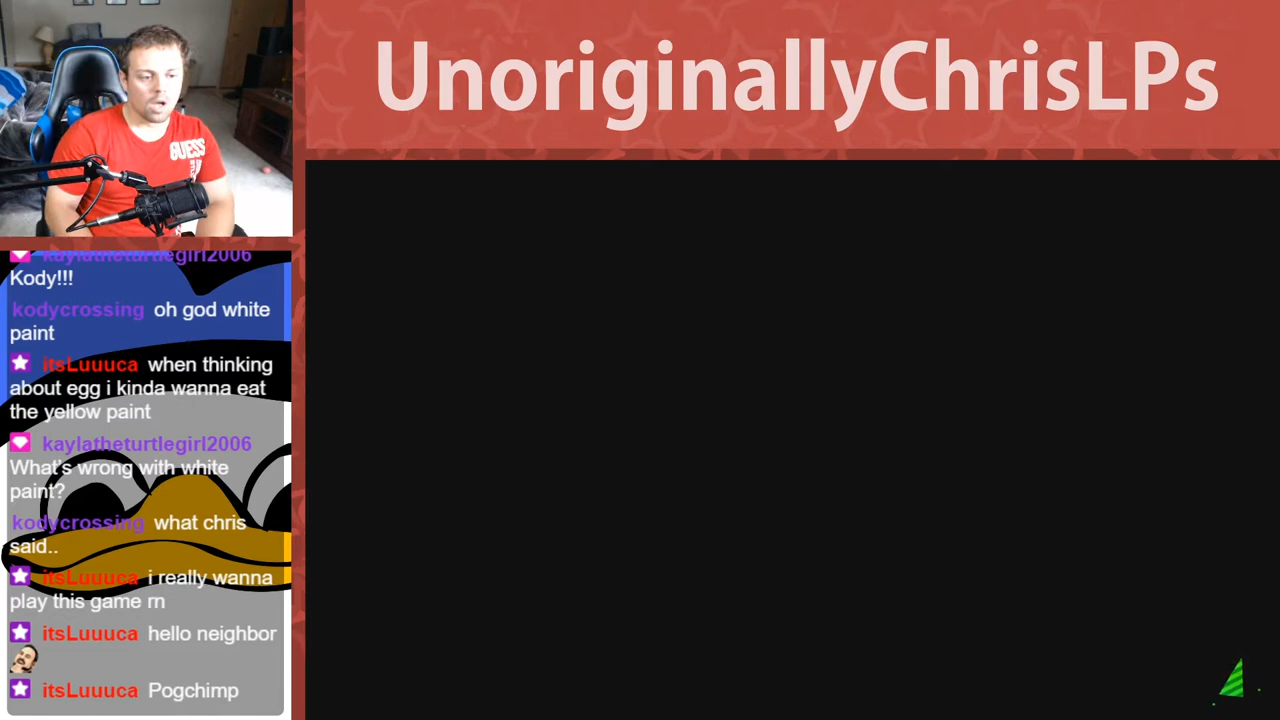 UnoriginallyChrisLPs
GUESS
kaylatheturtlegirl2006
Kody!!!
kodycrossing oh god white
paint
itsLuuuca when thinking
about egg i kinda wanna eat
the yellow paint
kaylatheturtlegirl2006
What's wrong with white
paint?
kodycrossing what chris
said..
itsLuuuca i really wanna
play this game rn
itsLuuuca hello neighbor
itsLuuuca Pogchimp